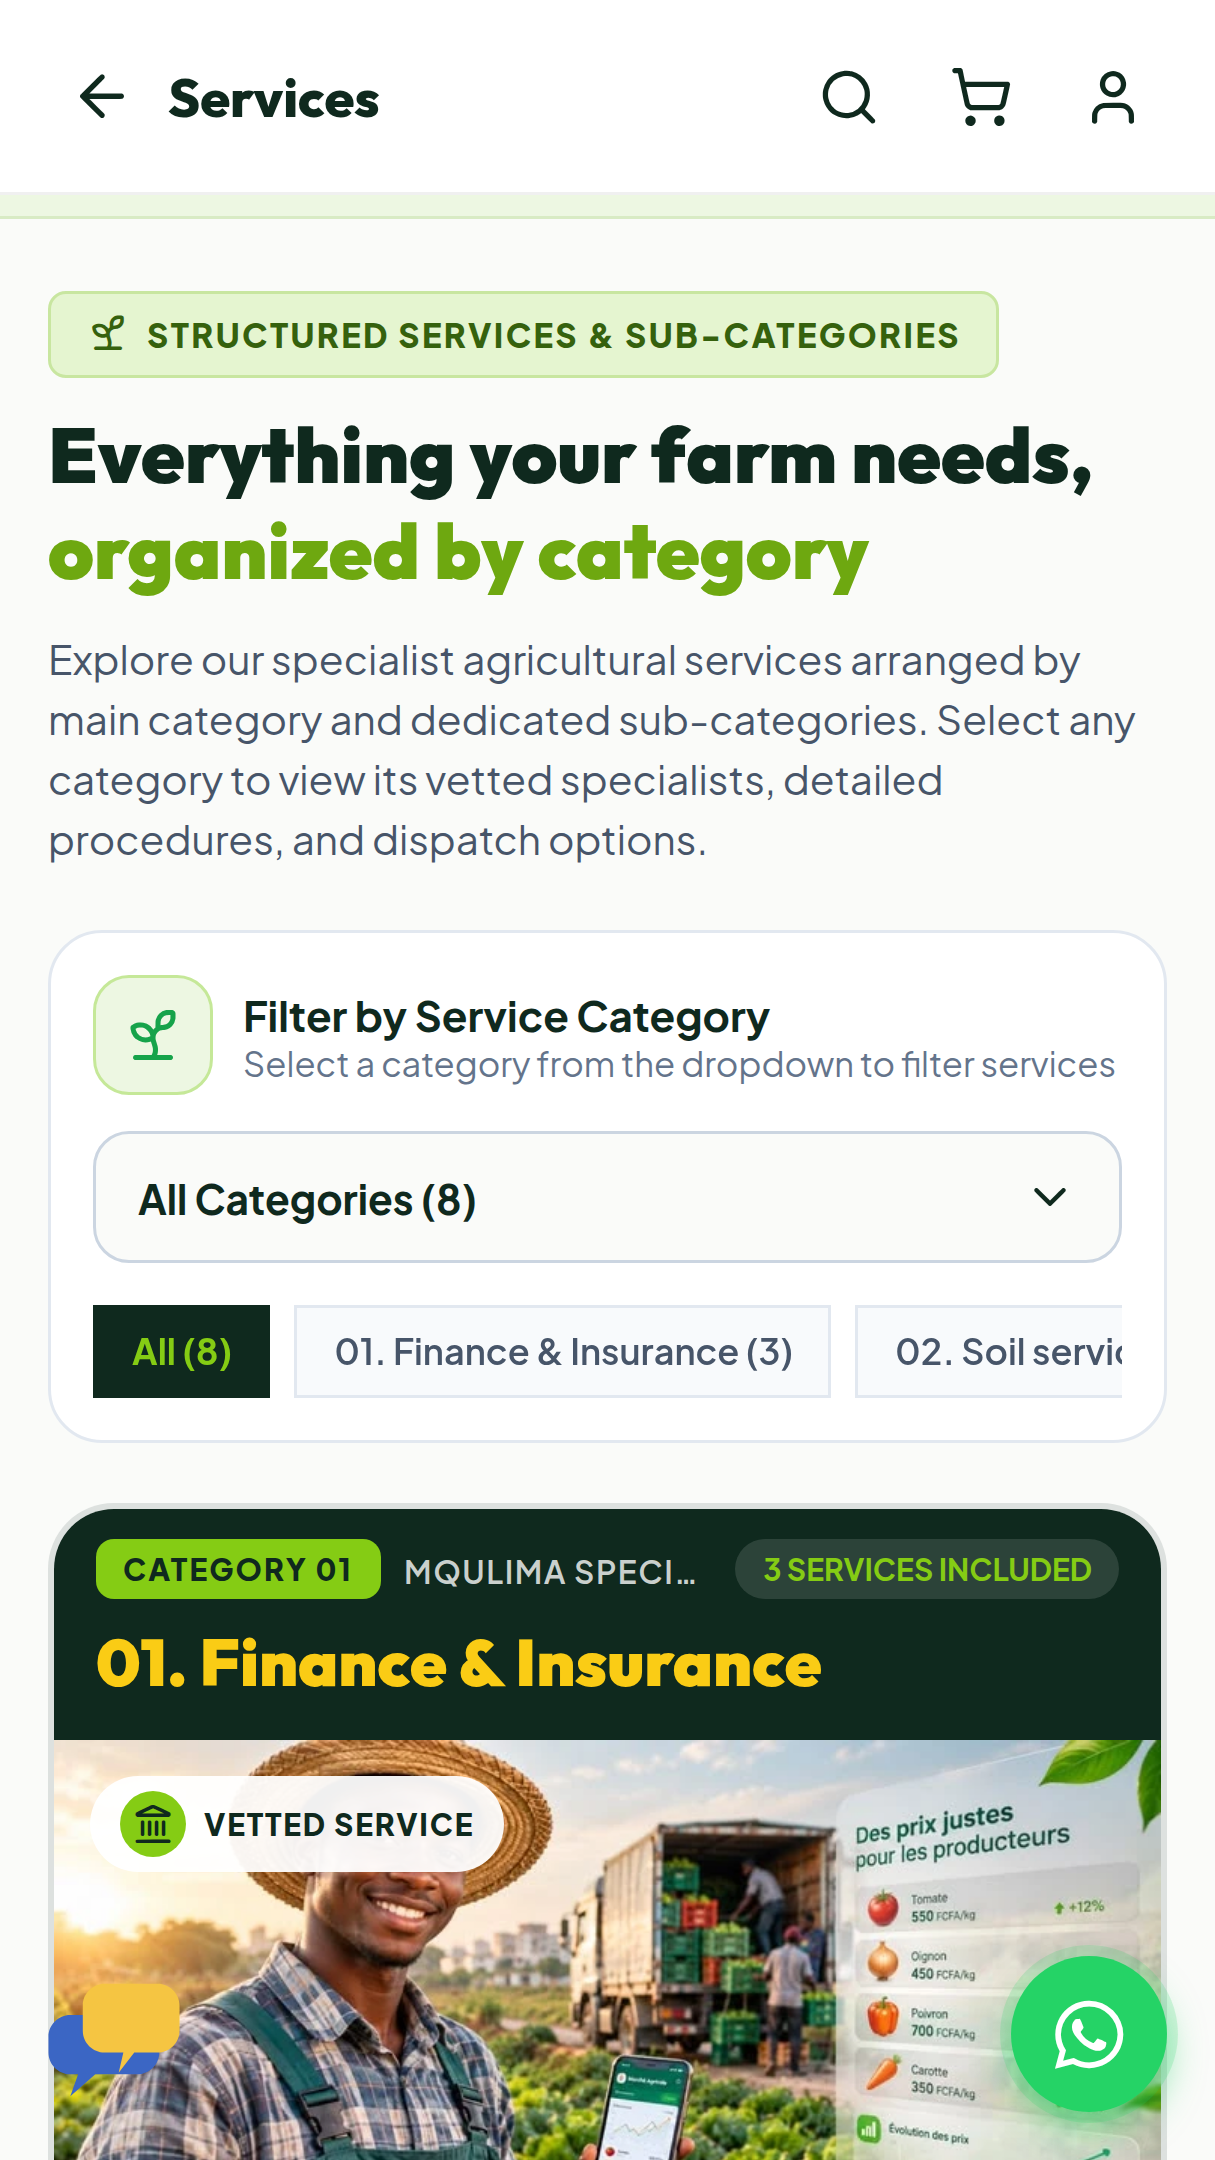 Services
STRUCTURED SERVICES & SUB-CATEGORIES
Everything your farm needs,
organized by category
Explore our specialist agricultural services arranged by
main category and dedicated sub-categories. Select any
category to view its vetted specialists, detailed
procedures, and dispatch options.
Filter by Service Category
Select a category from the dropdown to filter services
All Categories (8)
All (8)
01. Finance & Insurance (3)
02. Soil servic
CATEGORY 01
MQULIMA SPECI...
3 SERVICES INCLUDED
01. Finance & Insurance
VETTED SERVICE
Des prix justes
pour les producteurs
Tomate
550 FCFA/kg
+12%
Oignon
450 FCFA/kg
Poivron
700 FCFA/kg
Carotte
350 FCFA/kg
Évolution des prix